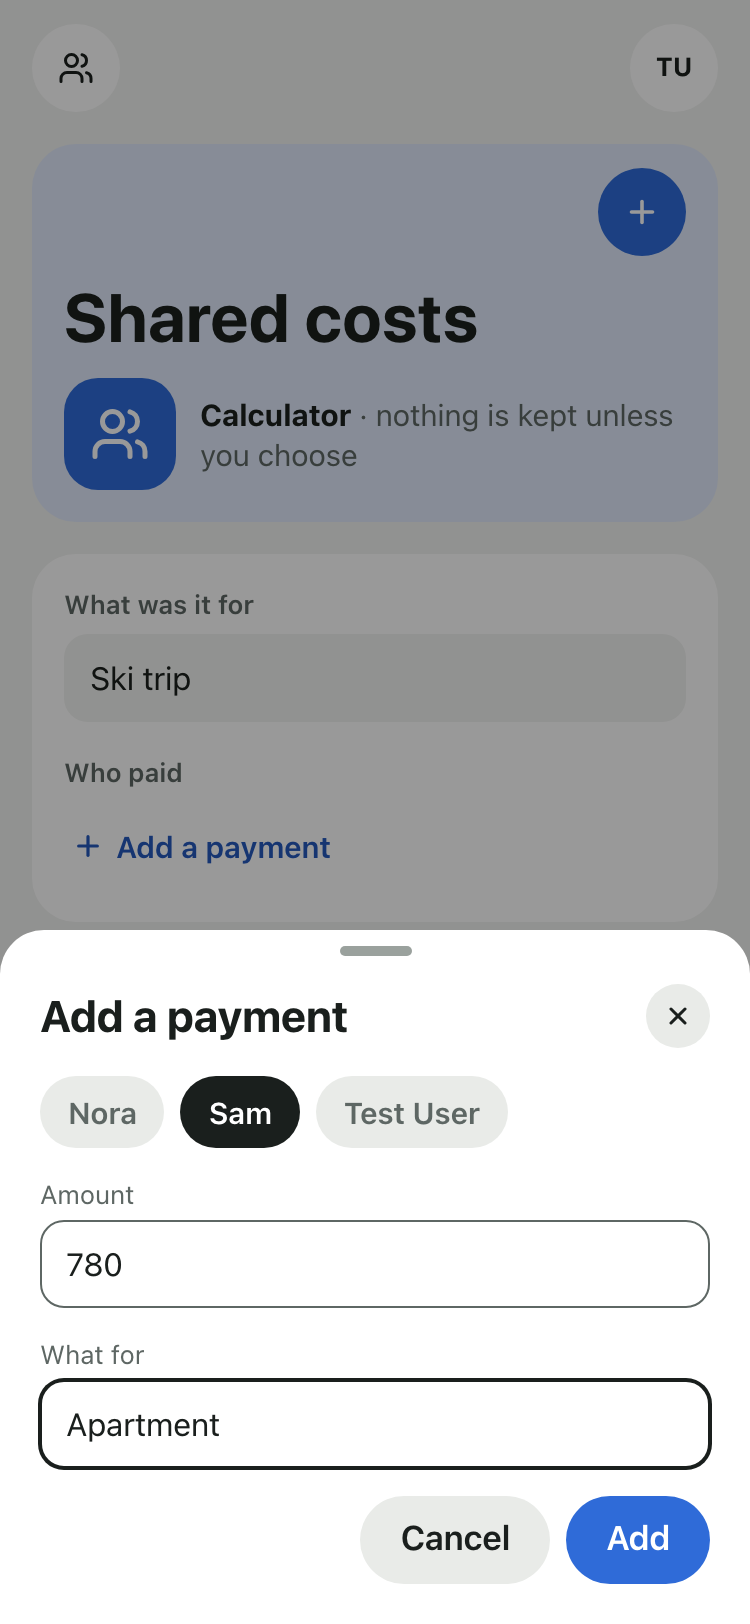 TU
Shared costs
Calculator · nothing is kept unless
you choose
What was it for
Ski trip
Who paid
+ Add a payment
Add a payment
Nora Sam Test User
Amount
780
What for
Apartment
Cancel Add